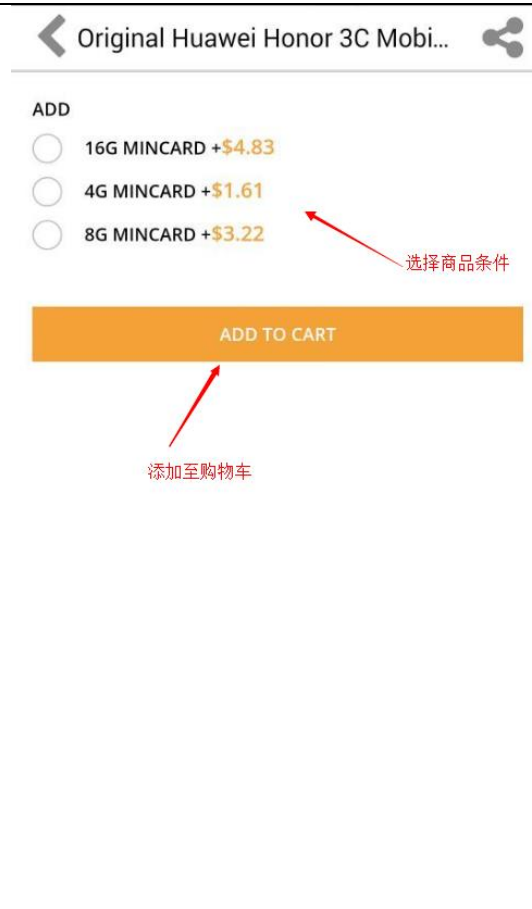 Original Huawei Honor 3C Mobi...
ADD
16G MINCARD +$4.83
4G MINCARD +$1.61
8G MINCARD +$3.22
选择商品条件
ADD TO CART
添加至购物车